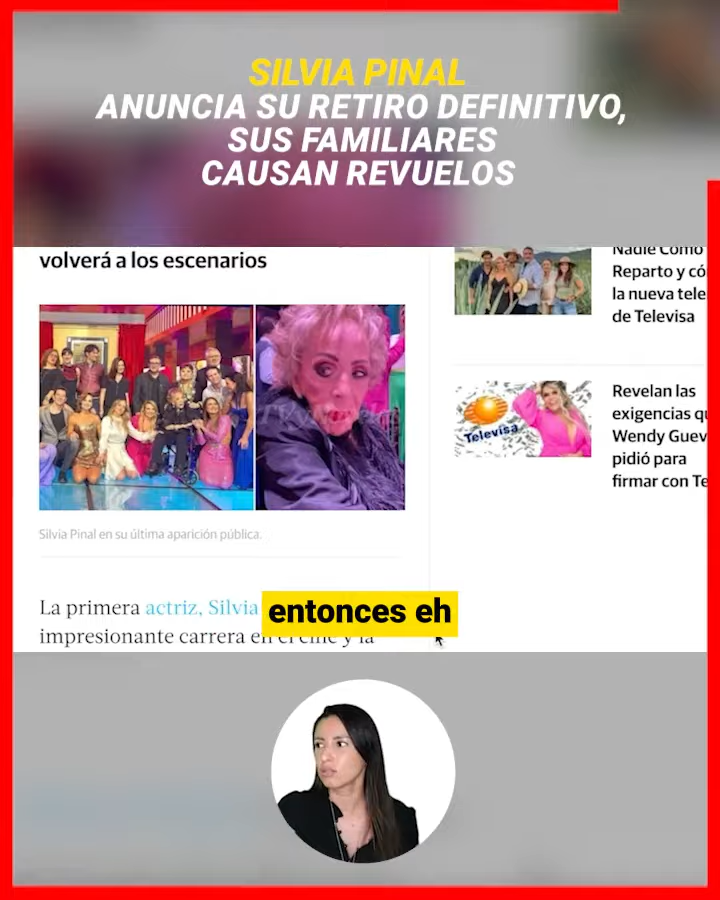 SILVIA PINAL
ANUNCIA SU RETIRO DEFINITIVO,
SUS FAMILIARES
CAUSAN REVUELOS
volverá a los escenarios
Silvia Pinal en su última aparición pública.
La primera actriz, Silvia
entonces eh
impresionante carrera en el cine y la
Nadie Como
Reparto y có
la nueva tele
de Televisa
Televisa
Revelan las
exigencias qu
Wendy Guev
pidió para
firmar con Te